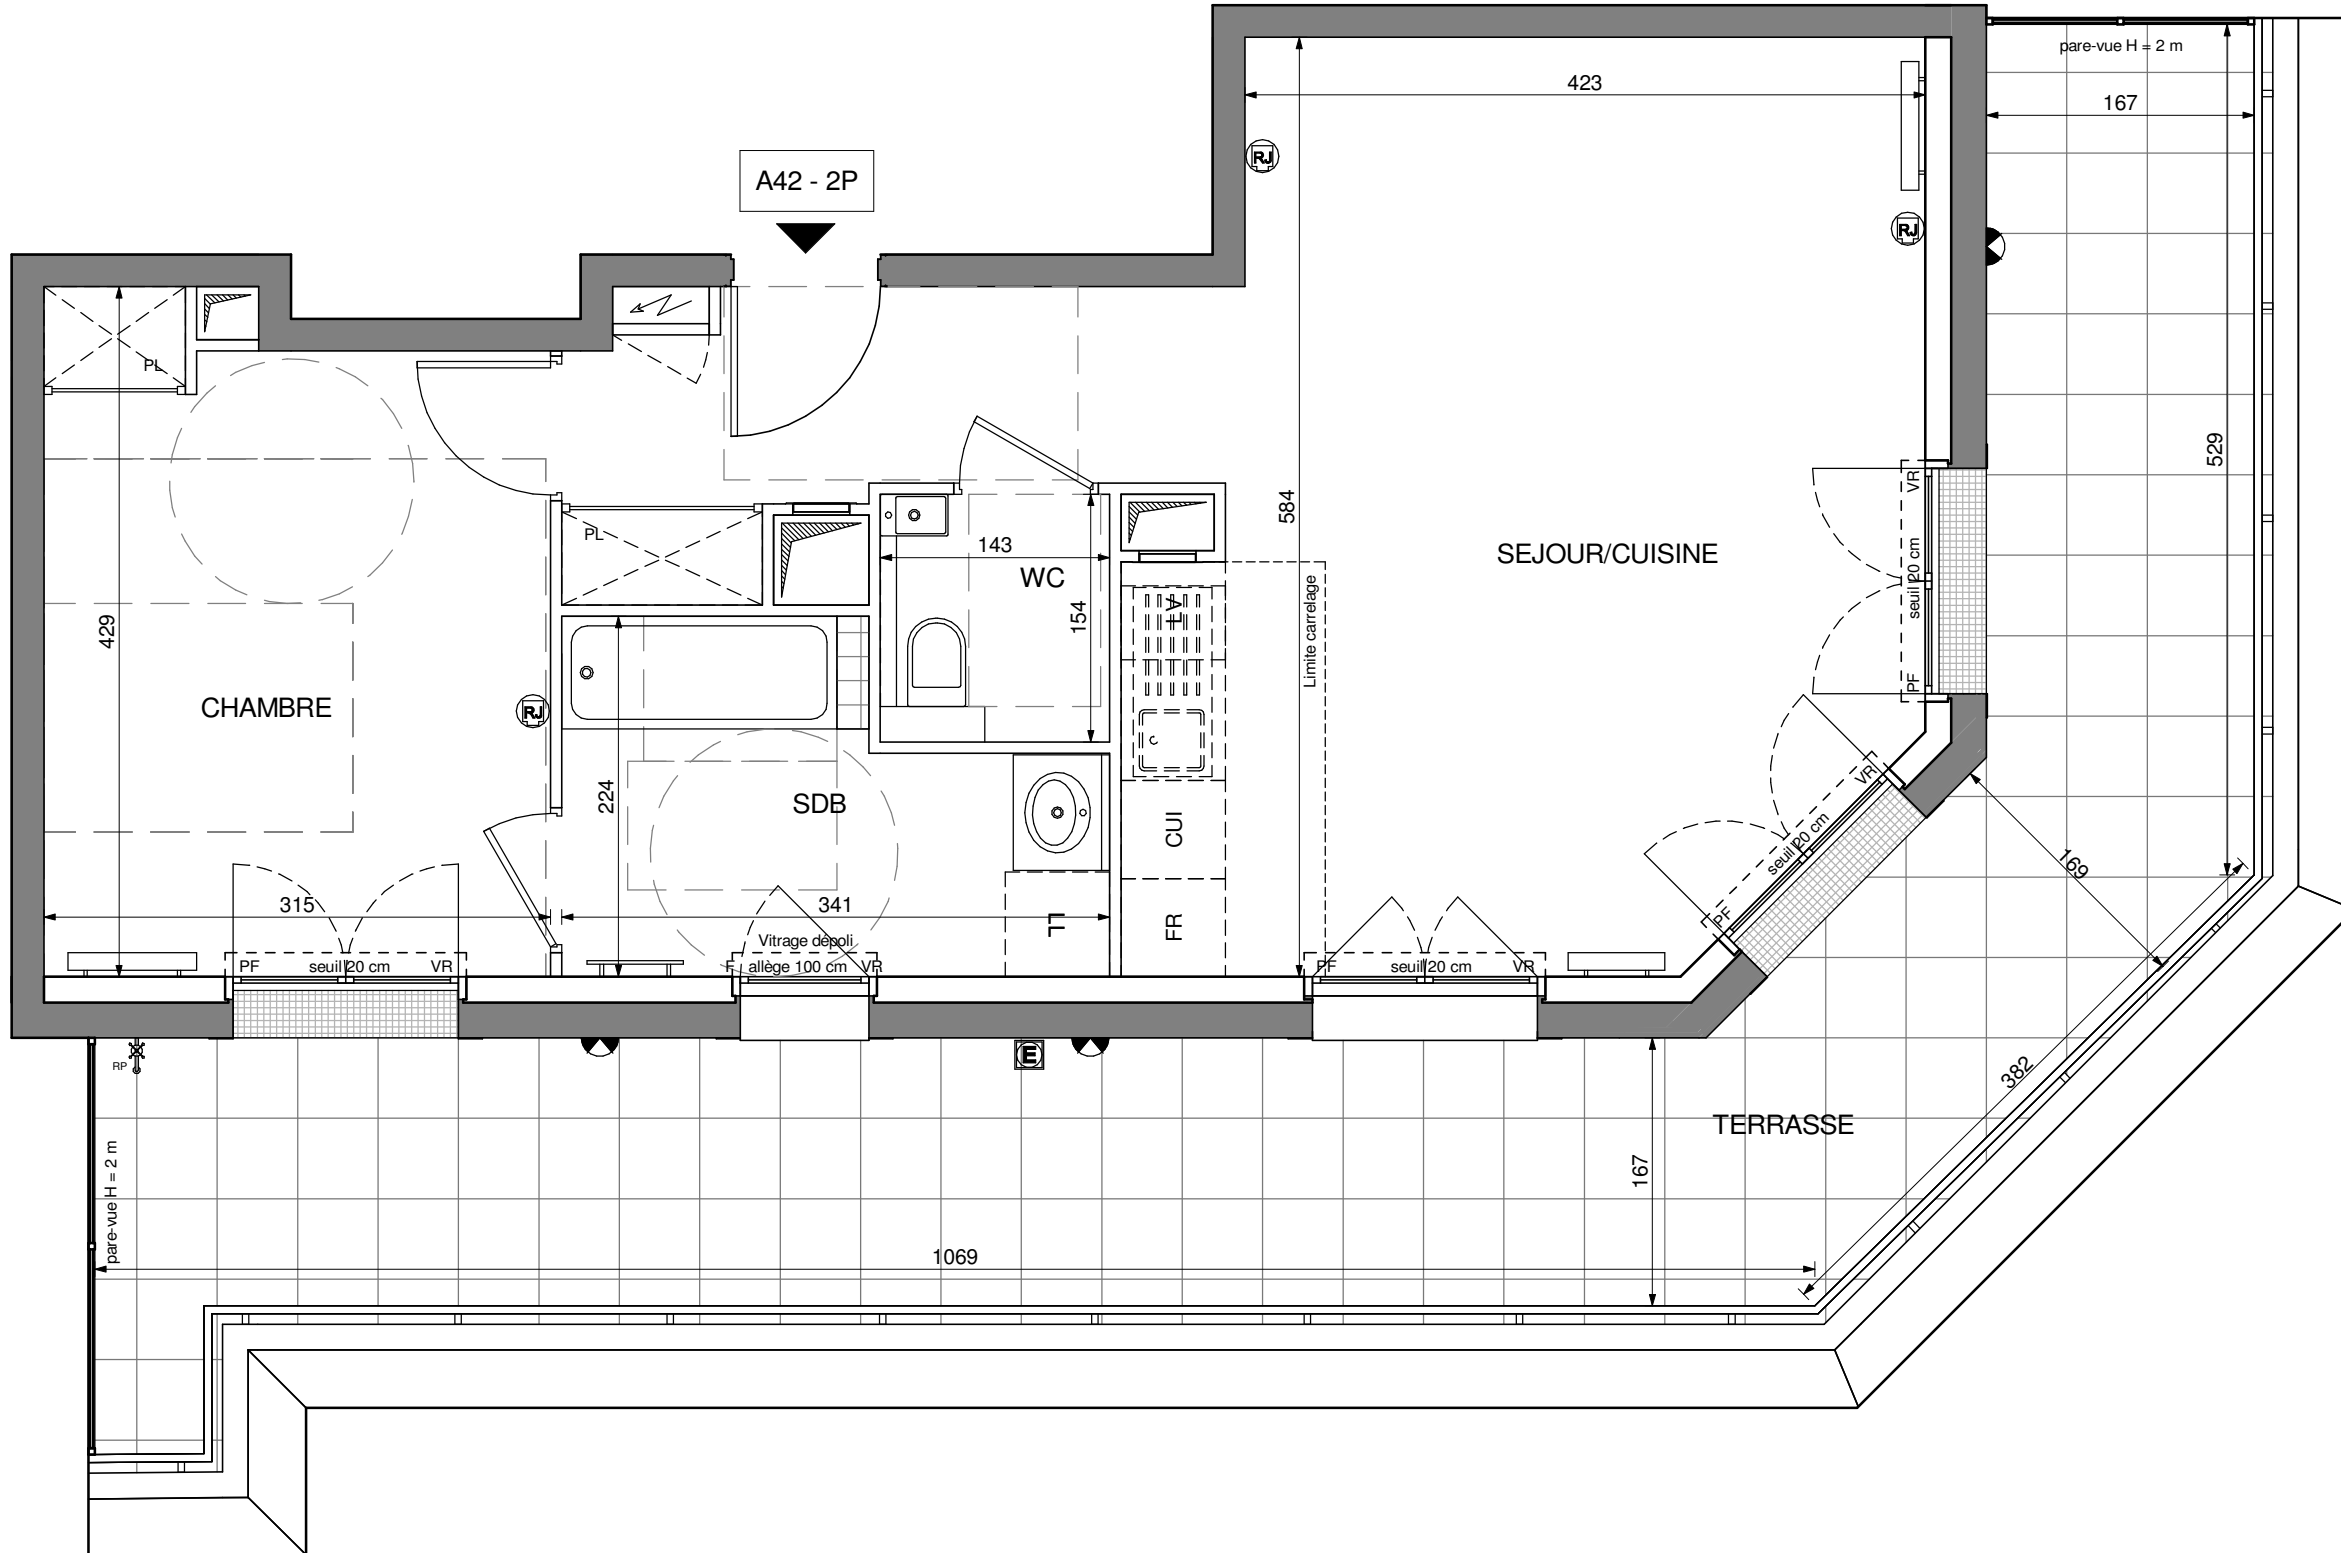 pare-vue H = 2 m
423
167
A42 - 2P
RJ
RJ
PL
529
VR
584
PL
143
WC
SEJOUR/CUISINE
seuil 20 cm
LA
154
Limite carrelage
429
PF
CHAMBRE
RJ
VR
224
SDB
CUI
seuil 20 cm
169
315
341
PF
LL
FR
Vitrage dépoli
PF
seuil 20 cm
VR
F
allège 100 cm
VR
PF
seuil 20 cm
VR
RP
E
382
TERRASSE
167
pare-vue H = 2 m
1069